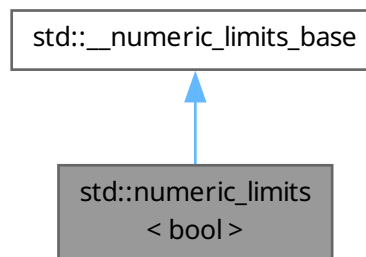 std::__numeric_limits_base
std::numeric_limits
< bool >